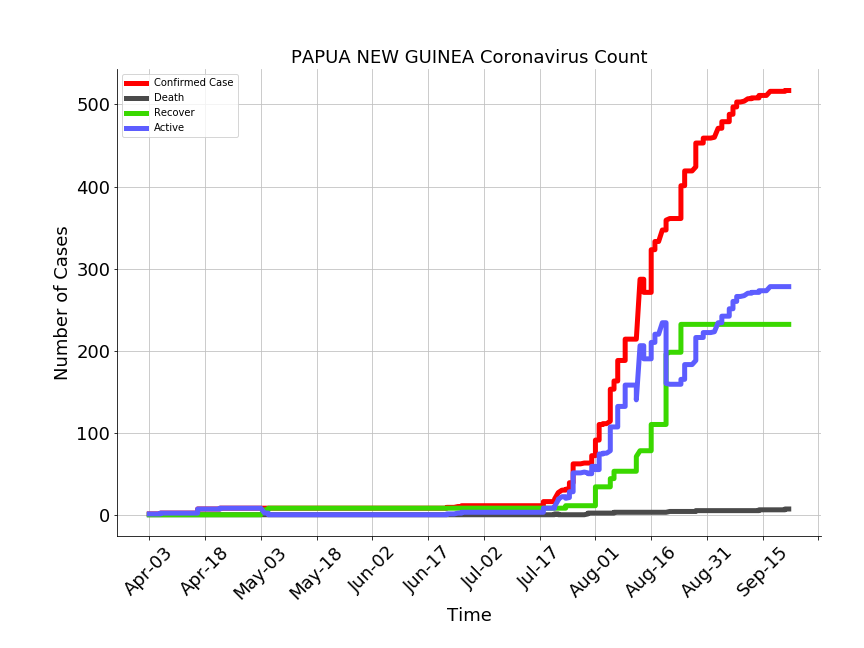 PAPUA NEW GUINEA Coronavirus Count
Confirmed Case
Death
Recover
Active
Number of Cases
500
400
300
200
100
0
Apr-03
Apr-18
May-03
May-18
Jun-02
Jun-17
Jul-02
Jul-17
Aug-01
Aug-16
Aug-31
Sep-15
Time